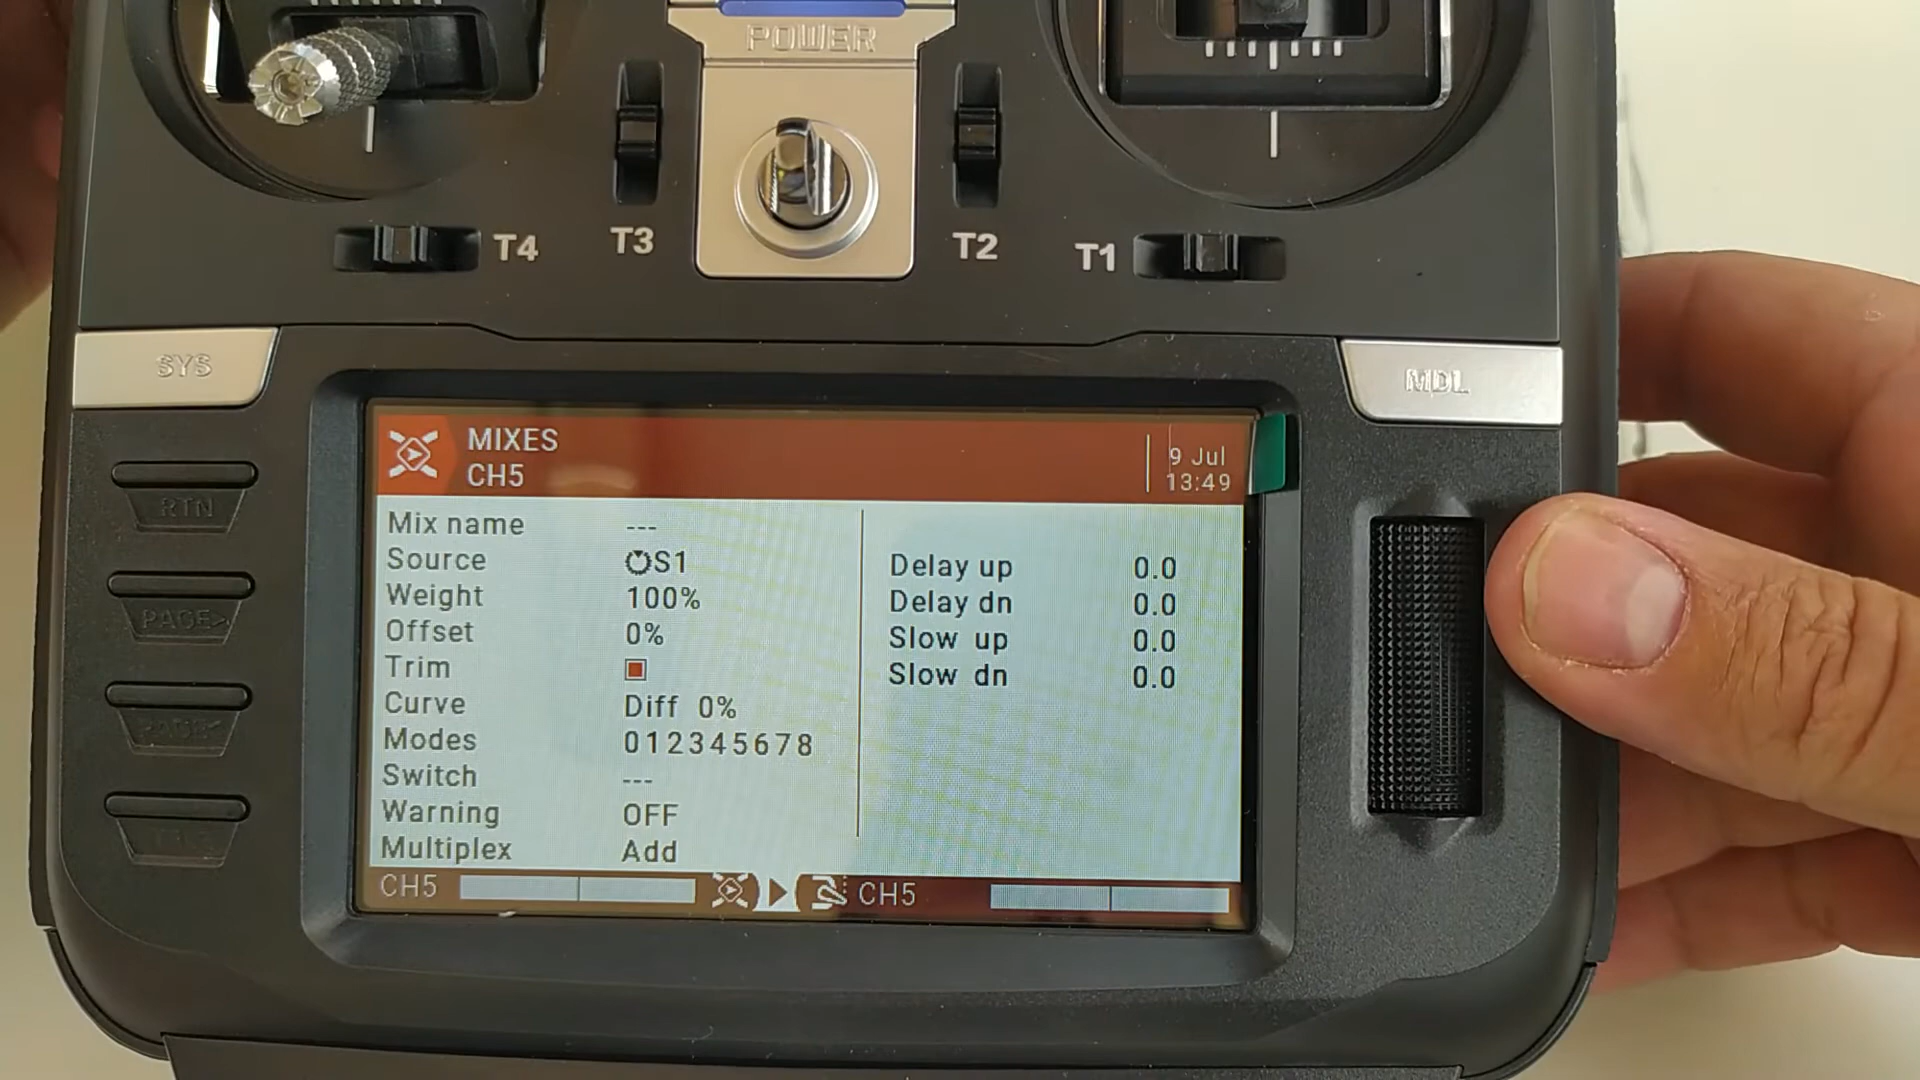 POWER
T4
T3
T2
T1
SYS
MDL
RTN
PAGE>
PAGE<
MIXES
CH5
9 Jul
13:49
Mix name ---
Source S1
Weight 100%
Offset 0%
Trim
Curve Diff 0%
Modes 012345678
Switch ---
Warning OFF
Multiplex Add
Delay up 0.0
Delay dn 0.0
Slow up 0.0
Slow dn 0.0
CH5 CH5